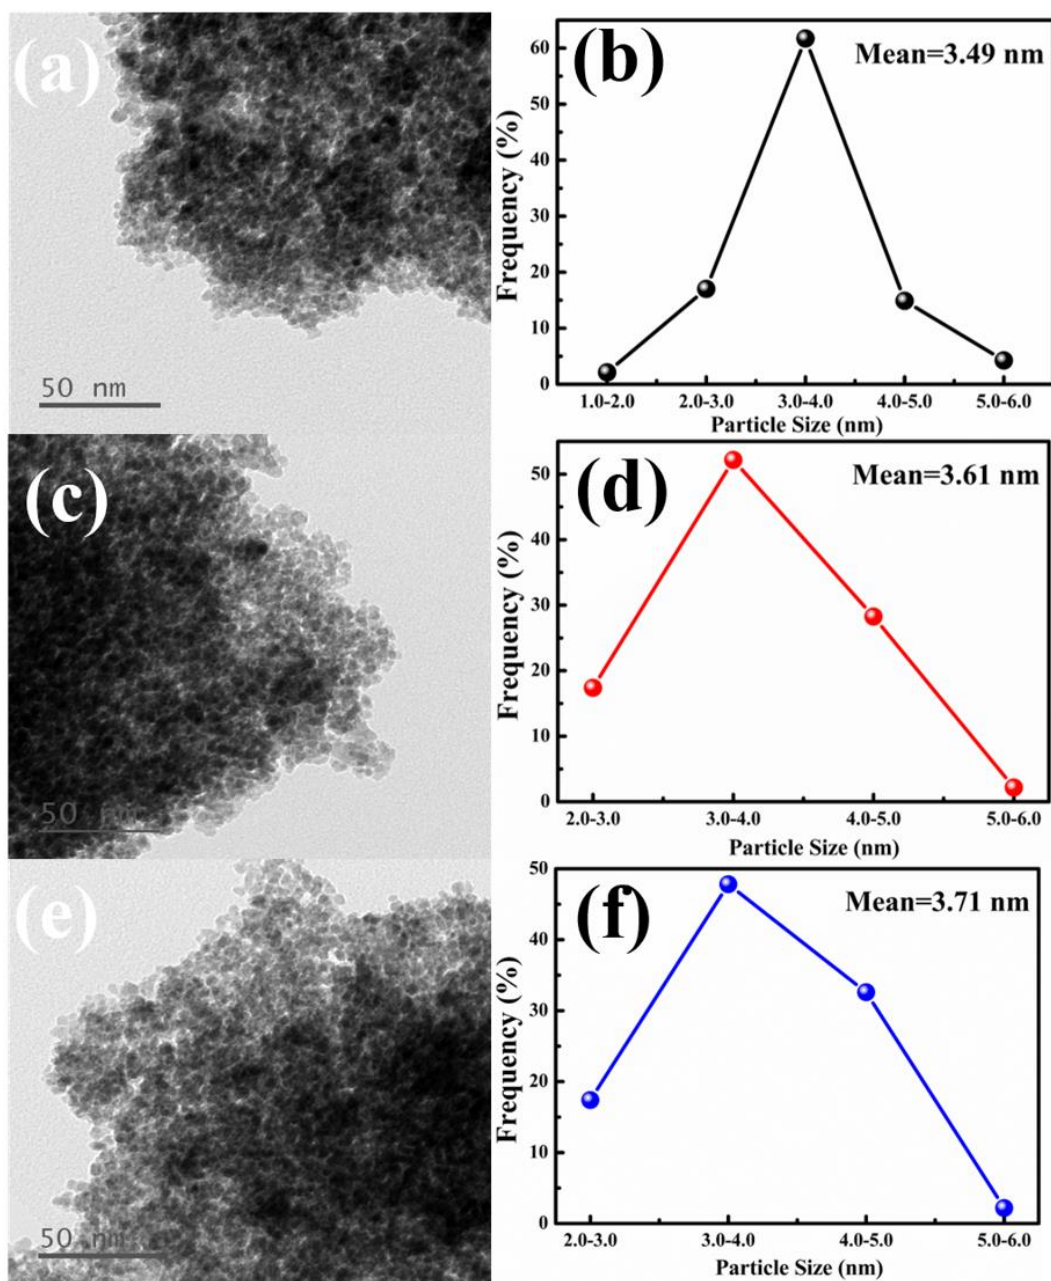 (a)
50 nm
(b)
Mean=3.49 nm
Frequency (%)
60
50
40
30
20
10
0
1.0-2.0 2.0-3.0 3.0-4.0 4.0-5.0 5.0-6.0
Particle Size (nm)
(c)
50 nm
(d)
Mean=3.61 nm
Frequency (%)
50
40
30
20
10
0
2.0-3.0 3.0-4.0 4.0-5.0 5.0-6.0
Particle Size (nm)
(e)
50 nm
(f)
Mean=3.71 nm
Frequency (%)
50
40
30
20
10
0
2.0-3.0 3.0-4.0 4.0-5.0 5.0-6.0
Particle Size (nm)